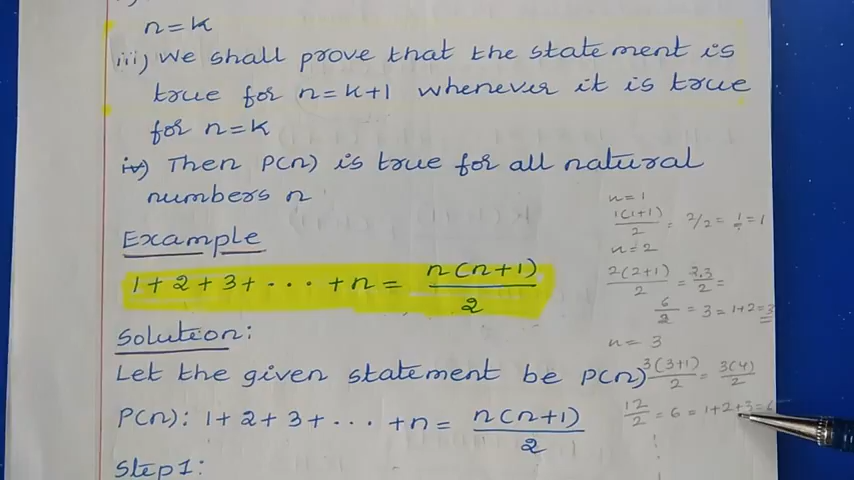 n=k
iii) We shall prove that the statement is
true for n=k+1 whenever it is true
for n=k
iv) Then P(n) is true for all natural
numbers n
Example
1+2+3+...+n = n(n+1)/2
Solution:
Let the given statement be P(n)
P(n): 1+2+3+...+n = n(n+1)/2
Step1:
n=1
1(1+1)/2 = 2/2 = 1/1 = 1
n=2
2(2+1)/2 = 2.3/2 =
6/2 = 3 = 1+2=3
n= 3
3(3+1)/2 = 3(4)/2
12/2 = 6 = 1+2+3=6